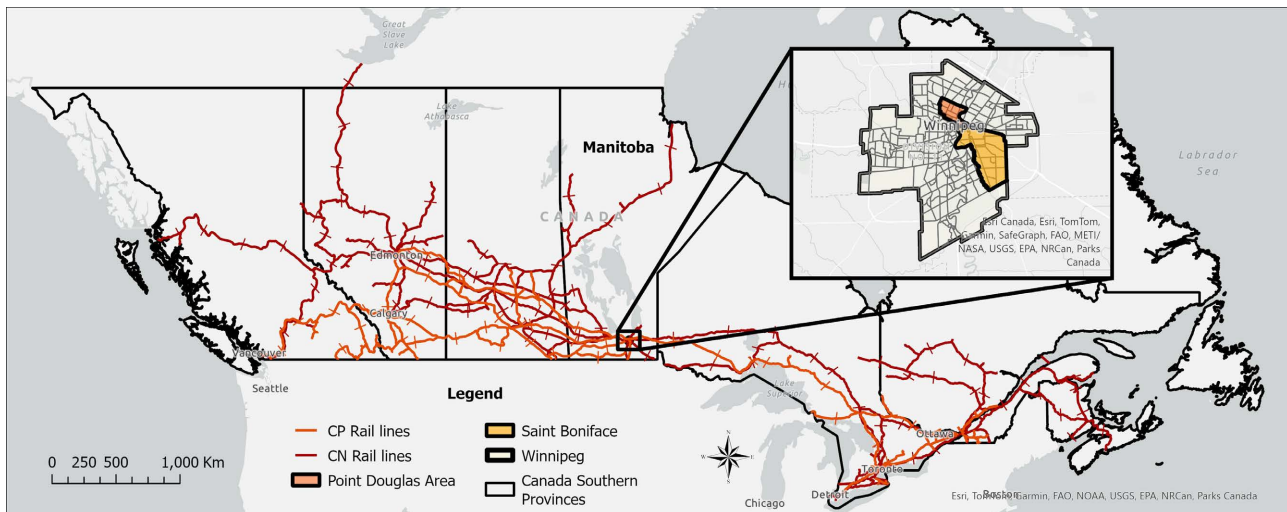 Great
Slave
Lake
Lake
Athabasca
Manitoba
CANADA
Edmonton
Calgary
Vancouver
Seattle
Winnipeg
Esri Canada, Esri, TomTom,
Garmin, SafeGraph, FAO, METI/
NASA, USGS, EPA, NRCan, Parks
Canada
Labrador
Sea
Lake
Superior
Ottawa
Toronto
Detroit
Chicago
Boston
Legend
CP Rail lines
CN Rail lines
Point Douglas Area
Saint Boniface
Winnipeg
Canada Southern
Provinces
0 250 500 1,000 Km
N
W E
S
Esri, TomTom, Garmin, FAO, NOAA, USGS, EPA, NRCan, Parks Canada